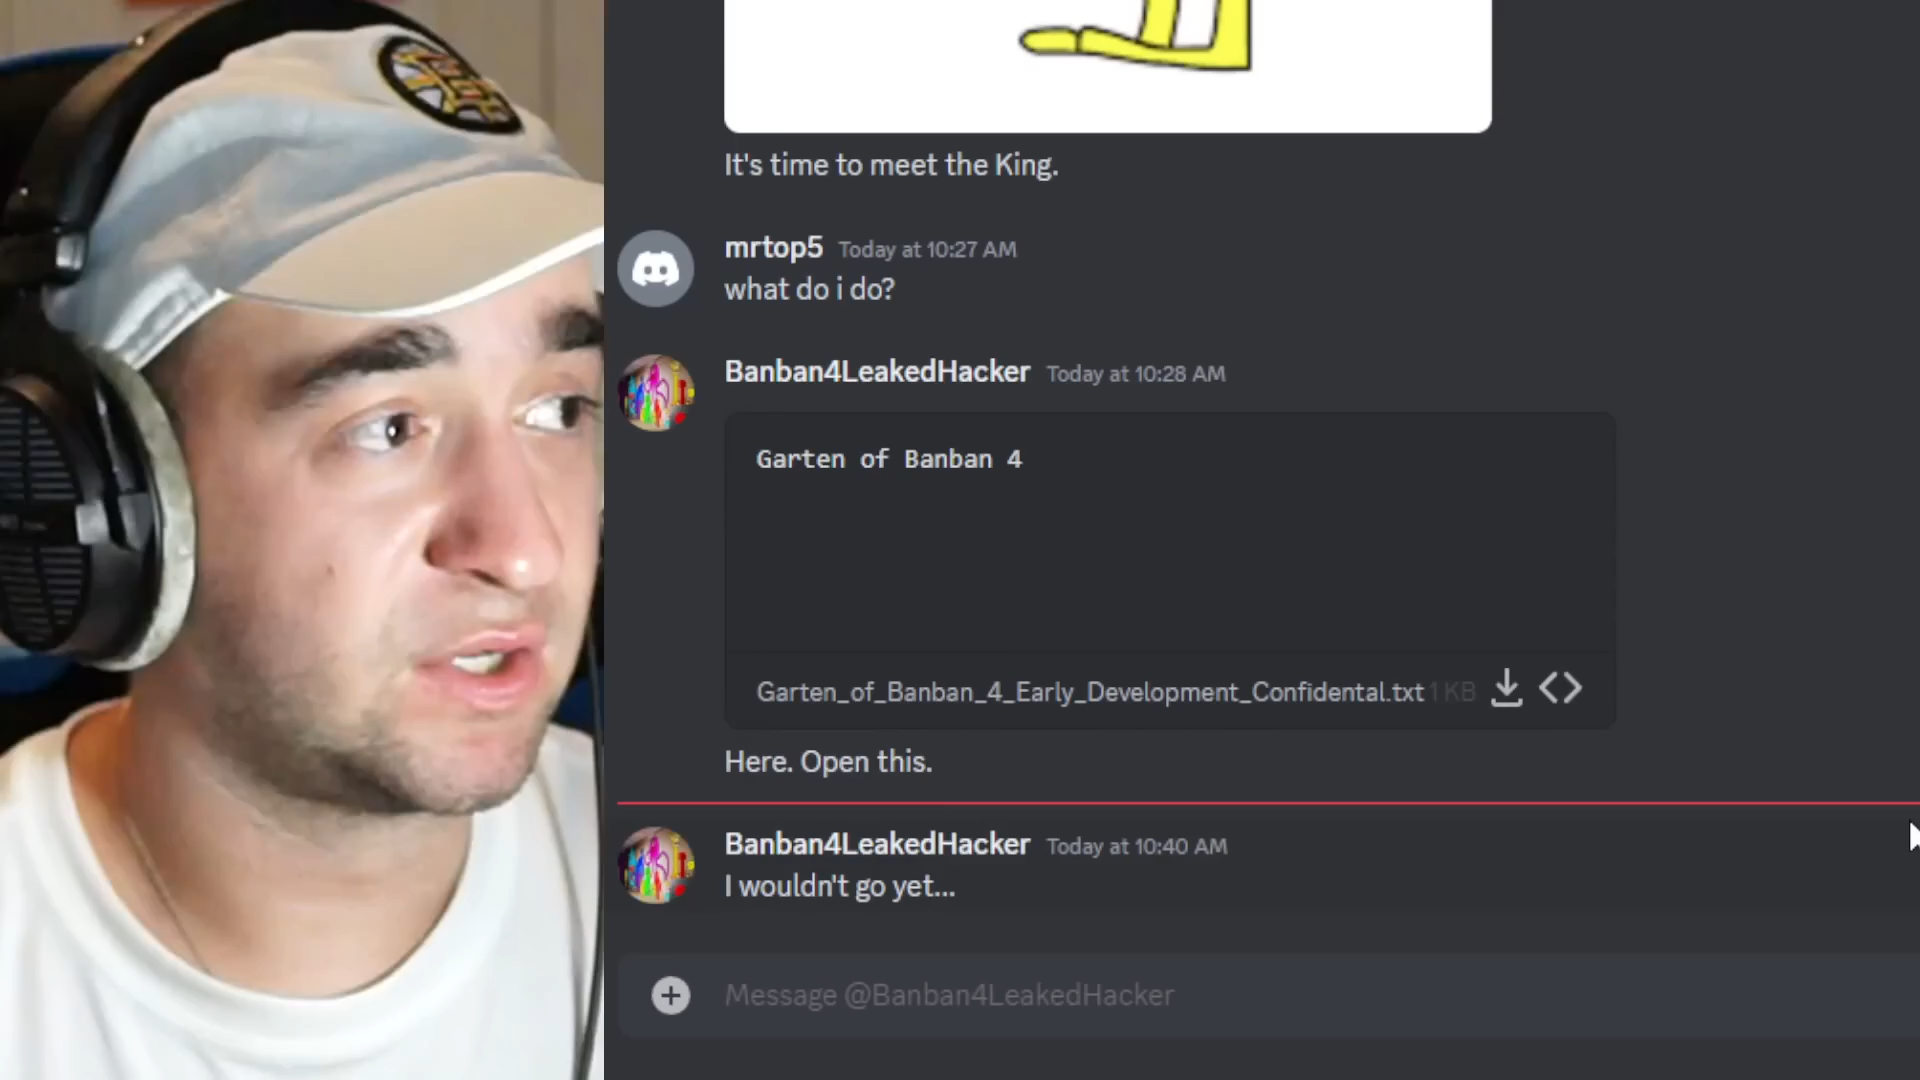 It's time to meet the King.
mrtop5 Today at 10:27 AM
what do i do?
Banban4LeakedHacker Today at 10:28 AM
Garten of Banban 4
Garten_of_Banban_4_Early_Development_Confidental.txt 1 KB
Here. Open this.
Banban4LeakedHacker Today at 10:40 AM
I wouldn't go yet...
Message @Banban4LeakedHacker